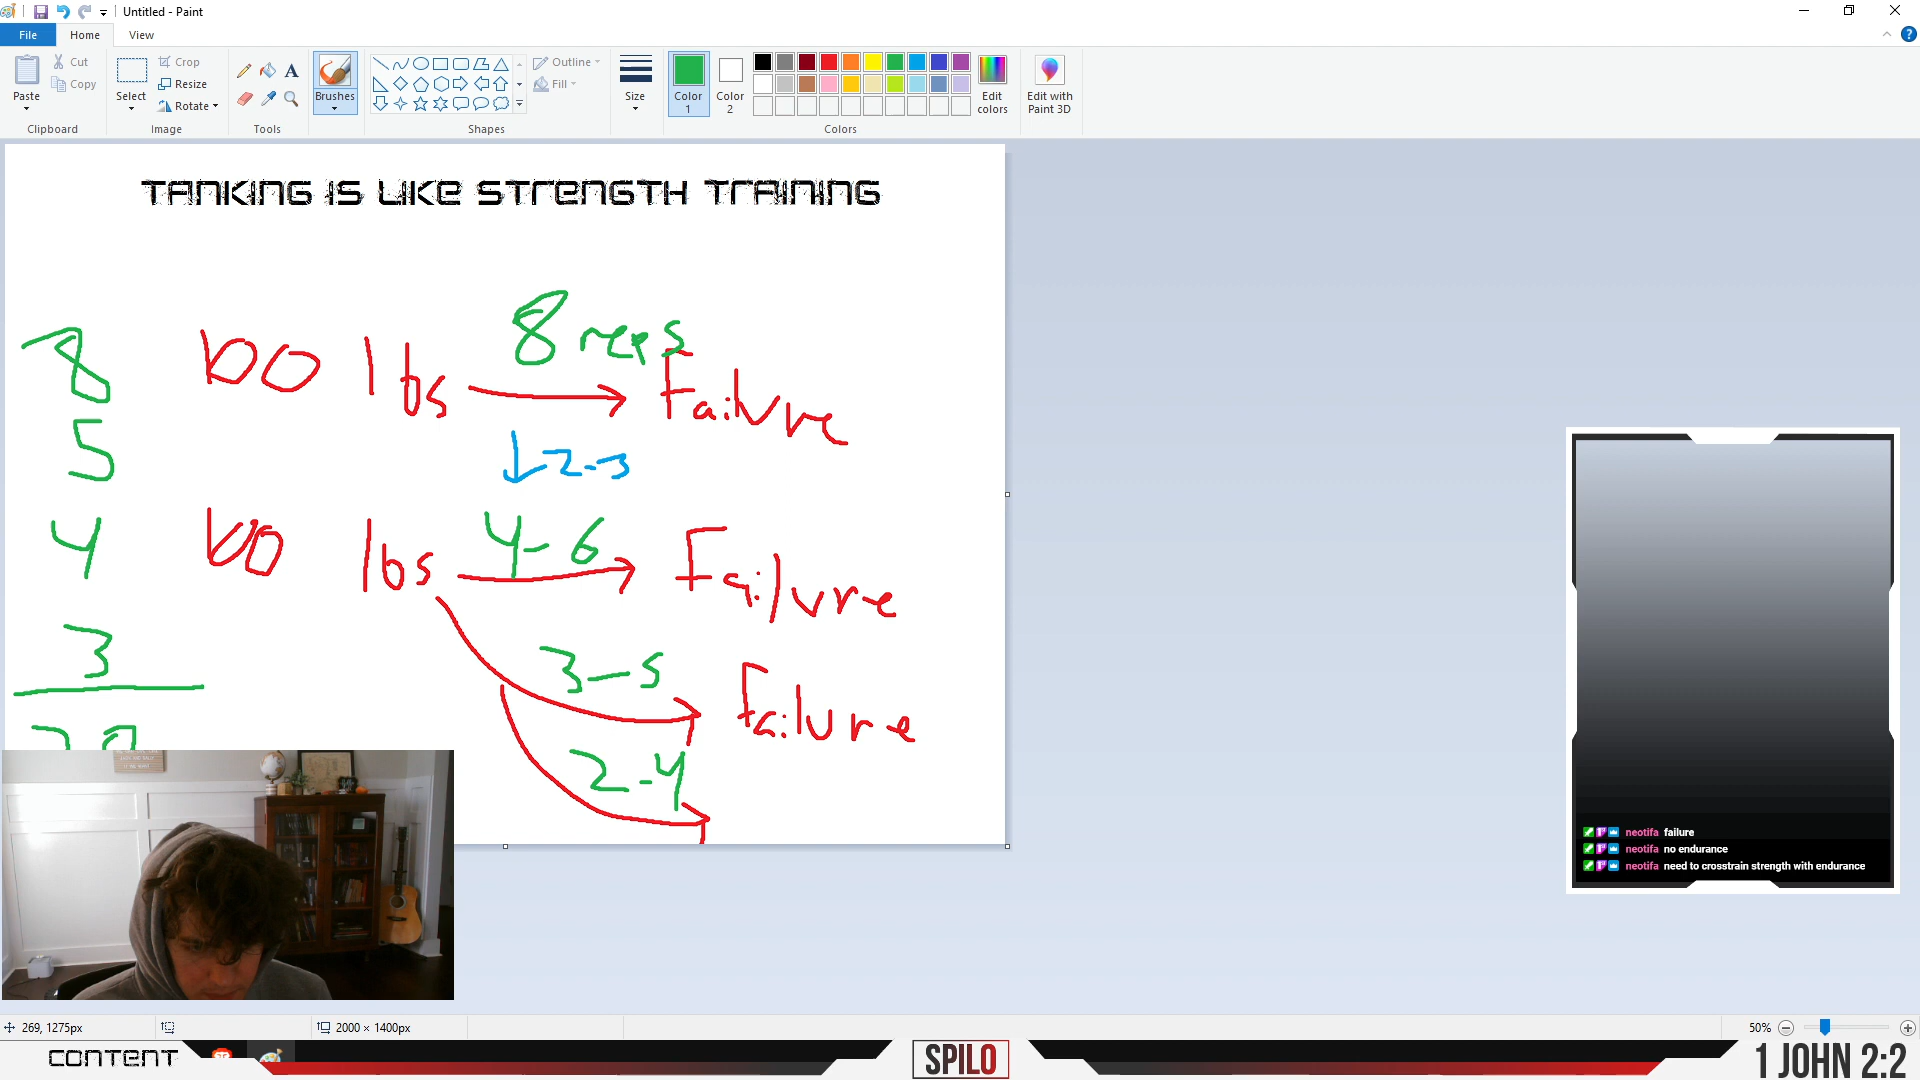 Untitled - Paint
File
Home
View
Paste
Cut
Copy
Clipboard
Select
Crop
Resize
Rotate
Image
A
Tools
Brushes
Shapes
Outline
Fill
Size
Color 1
Color 2
Edit colors
Colors
Edit with Paint 3D
TANKING IS LIKE STRENGTH TRAINING
8 reps
8
100 lbs
Failure
5
2-3
4
100 lbs
4-6
Failure
3
3-5
Failure
2-4
neotifa failure
neotifa no endurance
neotifa need to crosstrain strength with endurance
269, 1275px
2000 × 1400px
50%
CONTENT
SPILO
1 JOHN 2:2